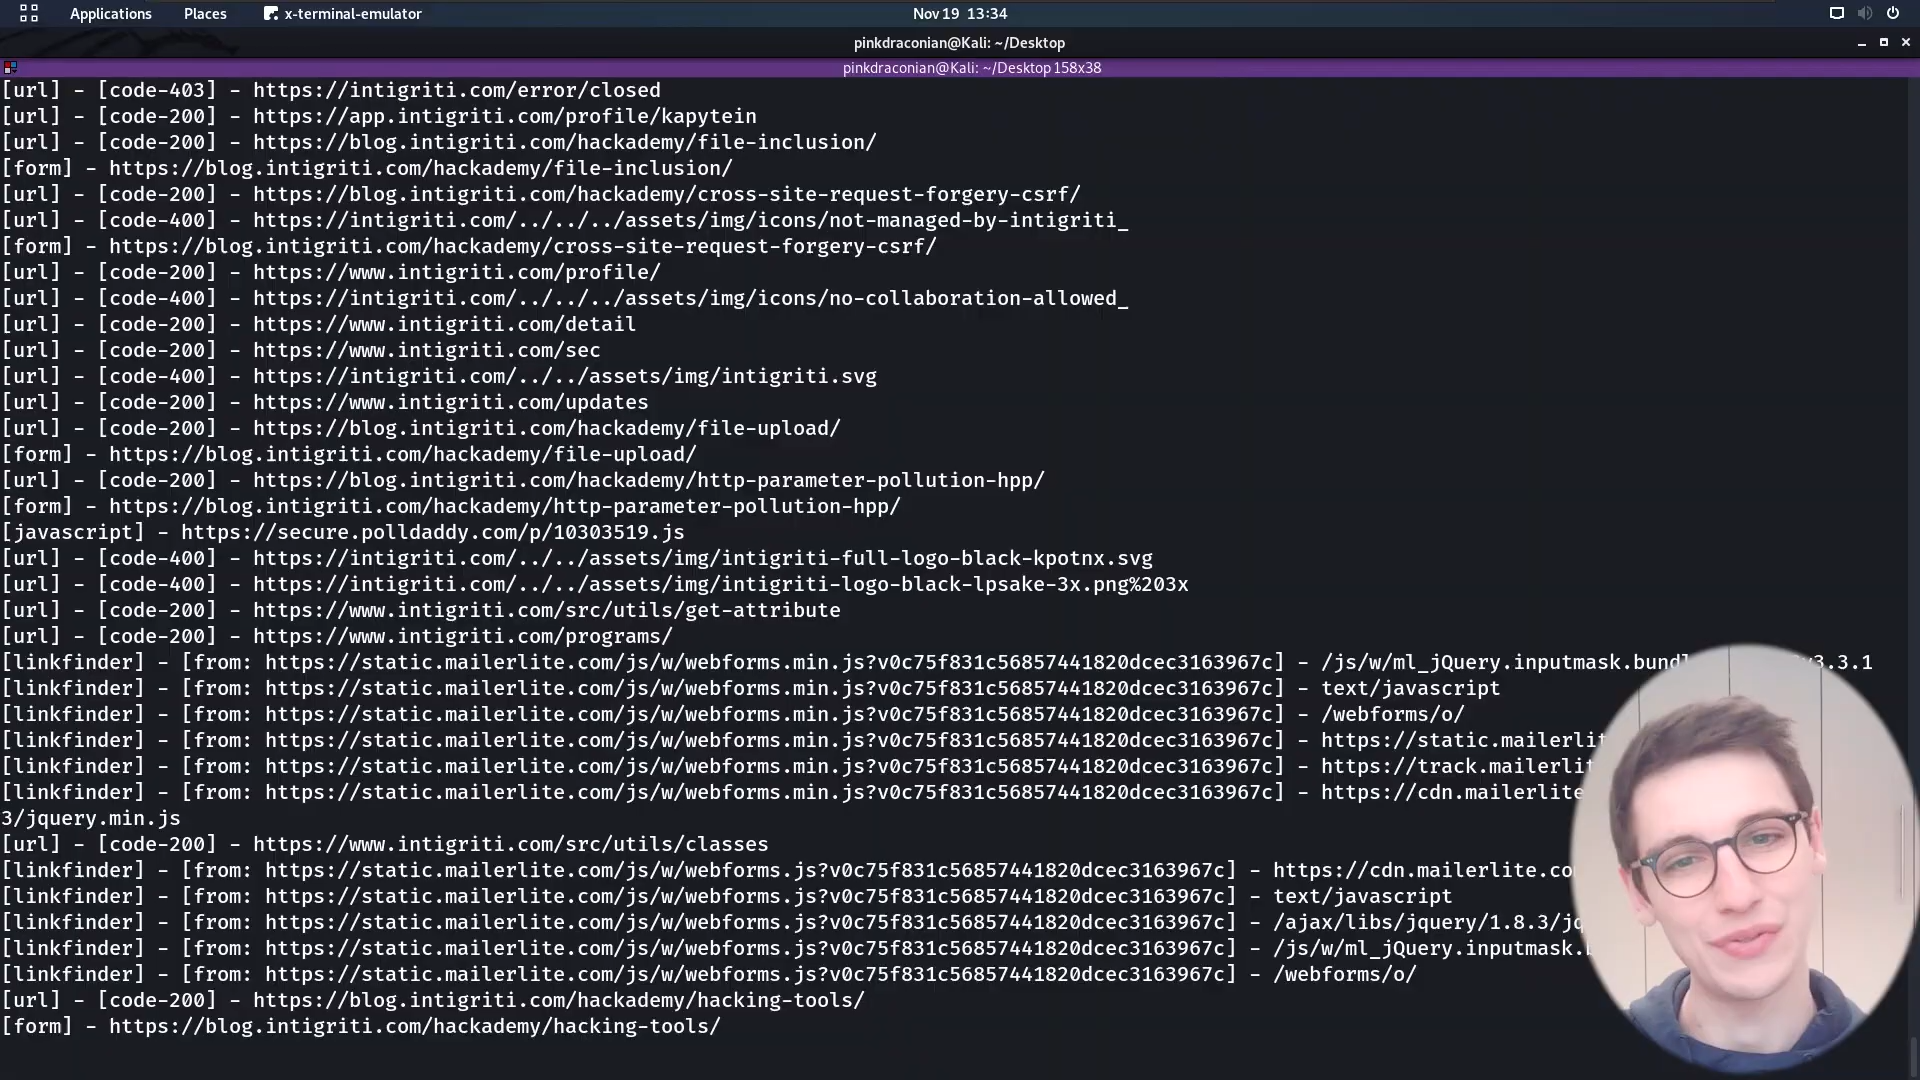 Applications Places x-terminal-emulator Nov 19 13:34
pinkdraconian@Kali: ~/Desktop
pinkdraconian@Kali: ~/Desktop 158x38
[url] - [code-403] - https://intigriti.com/error/closed
[url] - [code-200] - https://app.intigriti.com/profile/kapytein
[url] - [code-200] - https://blog.intigriti.com/hackademy/file-inclusion/
[form] - https://blog.intigriti.com/hackademy/file-inclusion/
[url] - [code-200] - https://blog.intigriti.com/hackademy/cross-site-request-forgery-csrf/
[url] - [code-400] - https://intigriti.com/../../../assets/img/icons/not-managed-by-intigriti_
[form] - https://blog.intigriti.com/hackademy/cross-site-request-forgery-csrf/
[url] - [code-200] - https://www.intigriti.com/profile/
[url] - [code-400] - https://intigriti.com/../../../assets/img/icons/no-collaboration-allowed_
[url] - [code-200] - https://www.intigriti.com/detail
[url] - [code-200] - https://www.intigriti.com/sec
[url] - [code-400] - https://intigriti.com/../../assets/img/intigriti.svg
[url] - [code-200] - https://www.intigriti.com/updates
[url] - [code-200] - https://blog.intigriti.com/hackademy/file-upload/
[form] - https://blog.intigriti.com/hackademy/file-upload/
[url] - [code-200] - https://blog.intigriti.com/hackademy/http-parameter-pollution-hpp/
[form] - https://blog.intigriti.com/hackademy/http-parameter-pollution-hpp/
[javascript] - https://secure.polldaddy.com/p/10303519.js
[url] - [code-400] - https://intigriti.com/../../assets/img/intigriti-full-logo-black-kpotnx.svg
[url] - [code-400] - https://intigriti.com/../../assets/img/intigriti-logo-black-lpsake-3x.png%203x
[url] - [code-200] - https://www.intigriti.com/src/utils/get-attribute
[url] - [code-200] - https://www.intigriti.com/programs/
[linkfinder] - [from: https://static.mailerlite.com/js/w/webforms.min.js?v0c75f831c56857441820dcec3163967c] - /js/w/ml_jQuery.inputmask.bund v3.3.1
[linkfinder] - [from: https://static.mailerlite.com/js/w/webforms.min.js?v0c75f831c56857441820dcec3163967c] - text/javascript
[linkfinder] - [from: https://static.mailerlite.com/js/w/webforms.min.js?v0c75f831c56857441820dcec3163967c] - /webforms/o/
[linkfinder] - [from: https://static.mailerlite.com/js/w/webforms.min.js?v0c75f831c56857441820dcec3163967c] - https://static.mailerlit
[linkfinder] - [from: https://static.mailerlite.com/js/w/webforms.min.js?v0c75f831c56857441820dcec3163967c] - https://track.mailerlit
[linkfinder] - [from: https://static.mailerlite.com/js/w/webforms.min.js?v0c75f831c56857441820dcec3163967c] - https://cdn.mailerlite
3/jquery.min.js
[url] - [code-200] - https://www.intigriti.com/src/utils/classes
[linkfinder] - [from: https://static.mailerlite.com/js/w/webforms.js?v0c75f831c56857441820dcec3163967c] - https://cdn.mailerlite.co
[linkfinder] - [from: https://static.mailerlite.com/js/w/webforms.js?v0c75f831c56857441820dcec3163967c] - text/javascript
[linkfinder] - [from: https://static.mailerlite.com/js/w/webforms.js?v0c75f831c56857441820dcec3163967c] - /ajax/libs/jquery/1.8.3/jq
[linkfinder] - [from: https://static.mailerlite.com/js/w/webforms.js?v0c75f831c56857441820dcec3163967c] - /js/w/ml_jQuery.inputmask.
[linkfinder] - [from: https://static.mailerlite.com/js/w/webforms.js?v0c75f831c56857441820dcec3163967c] - /webforms/o/
[url] - [code-200] - https://blog.intigriti.com/hackademy/hacking-tools/
[form] - https://blog.intigriti.com/hackademy/hacking-tools/